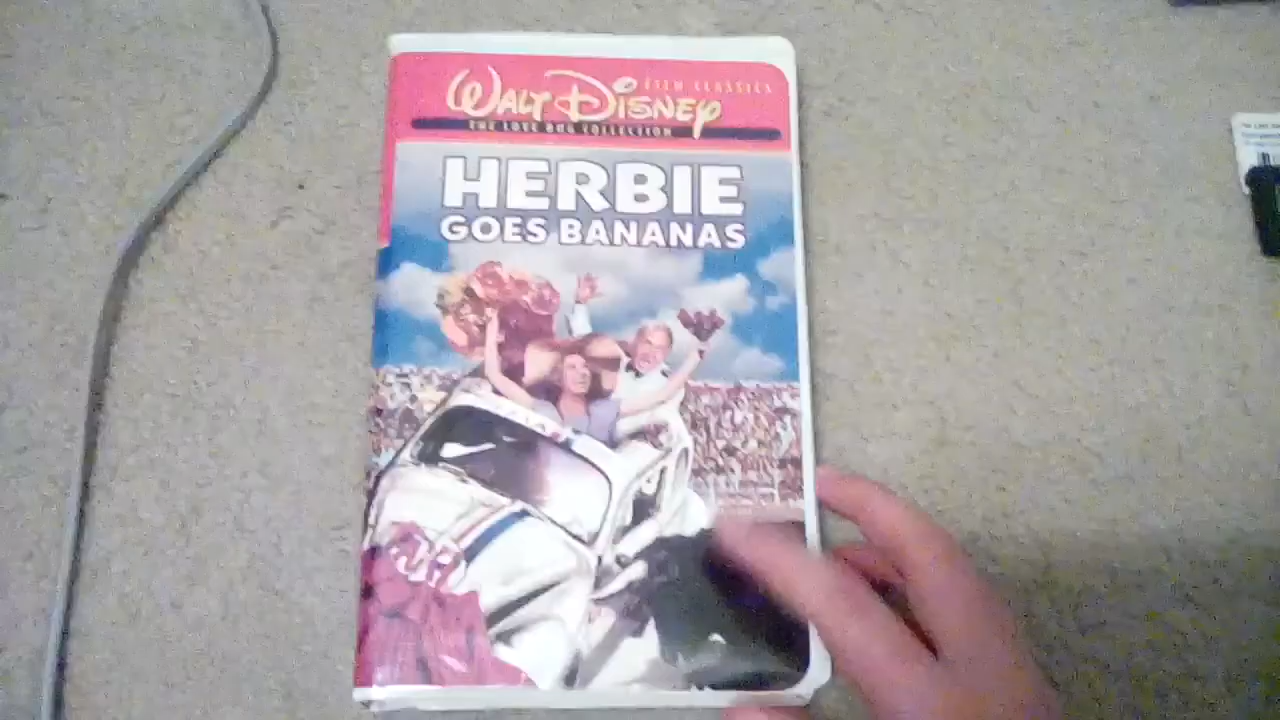 FILM CLASSICS
WALT DISNEY
THE LOVE BUG COLLECTION
HERBIE
GOES BANANAS